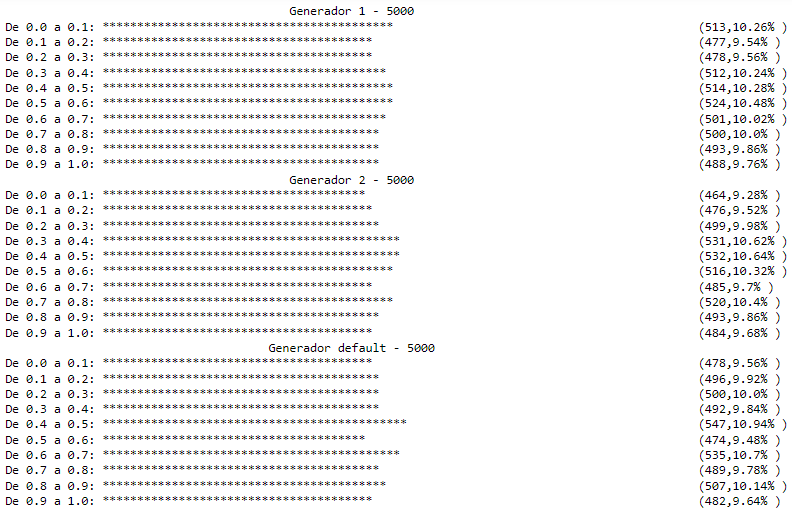 Generador 1 - 5000
De 0.0 a 0.1: ****************************************** (513,10.26% )
De 0.1 a 0.2: *************************************** (477,9.54% )
De 0.2 a 0.3: *************************************** (478,9.56% )
De 0.3 a 0.4: ***************************************** (512,10.24% )
De 0.4 a 0.5: ****************************************** (514,10.28% )
De 0.5 a 0.6: ****************************************** (524,10.48% )
De 0.6 a 0.7: ***************************************** (501,10.02% )
De 0.7 a 0.8: **************************************** (500,10.0% )
De 0.8 a 0.9: **************************************** (493,9.86% )
De 0.9 a 1.0: **************************************** (488,9.76% )
Generador 2 - 5000
De 0.0 a 0.1: ************************************** (464,9.28% )
De 0.1 a 0.2: *************************************** (476,9.52% )
De 0.2 a 0.3: **************************************** (499,9.98% )
De 0.3 a 0.4: ******************************************* (531,10.62% )
De 0.4 a 0.5: ******************************************* (532,10.64% )
De 0.5 a 0.6: ****************************************** (516,10.32% )
De 0.6 a 0.7: *************************************** (485,9.7% )
De 0.7 a 0.8: ****************************************** (520,10.4% )
De 0.8 a 0.9: **************************************** (493,9.86% )
De 0.9 a 1.0: *************************************** (484,9.68% )
Generador default - 5000
De 0.0 a 0.1: *************************************** (478,9.56% )
De 0.1 a 0.2: **************************************** (496,9.92% )
De 0.2 a 0.3: **************************************** (500,10.0% )
De 0.3 a 0.4: **************************************** (492,9.84% )
De 0.4 a 0.5: ******************************************** (547,10.94% )
De 0.5 a 0.6: ************************************** (474,9.48% )
De 0.6 a 0.7: ******************************************* (535,10.7% )
De 0.7 a 0.8: **************************************** (489,9.78% )
De 0.8 a 0.9: ***************************************** (507,10.14% )
De 0.9 a 1.0: *************************************** (482,9.64% )